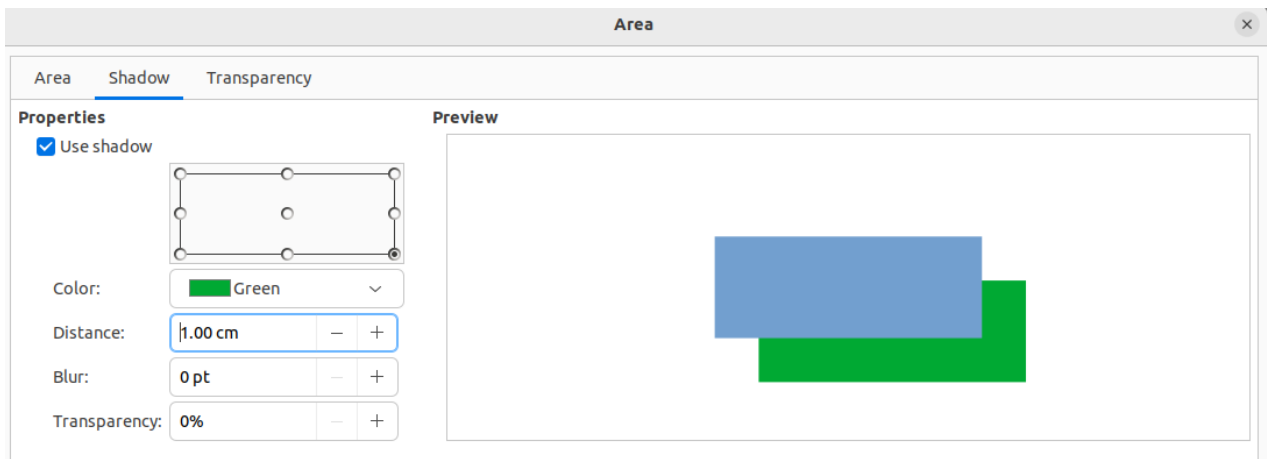 Area
Area Shadow Transparency
Properties
Use shadow
Color: Green
Distance: 1.00 cm
Blur: 0 pt
Transparency: 0%
Preview